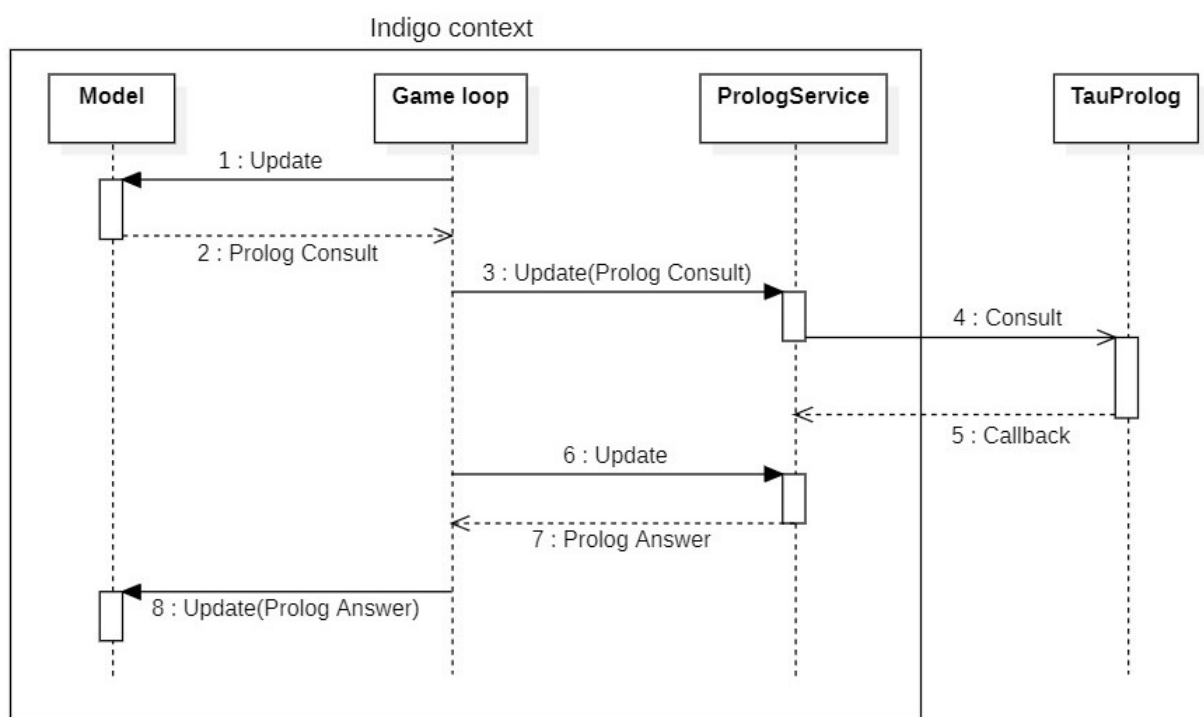 Indigo context
Model
Game loop
PrologService
TauProlog
1 : Update
2 : Prolog Consult
3 : Update(Prolog Consult)
4 : Consult
5 : Callback
6 : Update
7 : Prolog Answer
8 : Update(Prolog Answer)